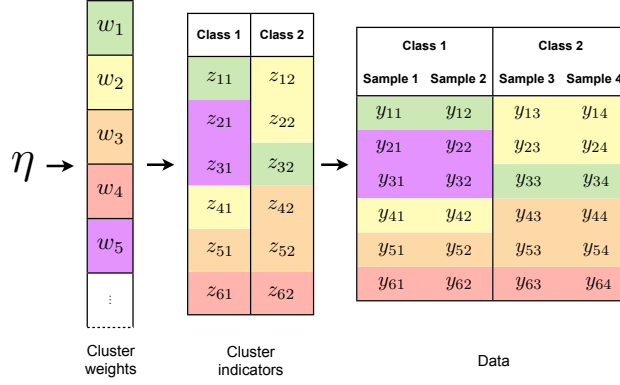 η
w₁
w₂
w₃
w₄
w₅
⋮
Cluster
weights
Class 1 Class 2
z₁₁ z₁₂
z₂₁ z₂₂
z₃₁ z₃₂
z₄₁ z₄₂
z₅₁ z₅₂
z₆₁ z₆₂
Cluster
indicators
Class 1 Class 2
Sample 1 Sample 2 Sample 3 Sample 4
y₁₁ y₁₂ y₁₃ y₁₄
y₂₁ y₂₂ y₂₃ y₂₄
y₃₁ y₃₂ y₃₃ y₃₄
y₄₁ y₄₂ y₄₃ y₄₄
y₅₁ y₅₂ y₅₃ y₅₄
y₆₁ y₆₂ y₆₃ y₆₄
Data